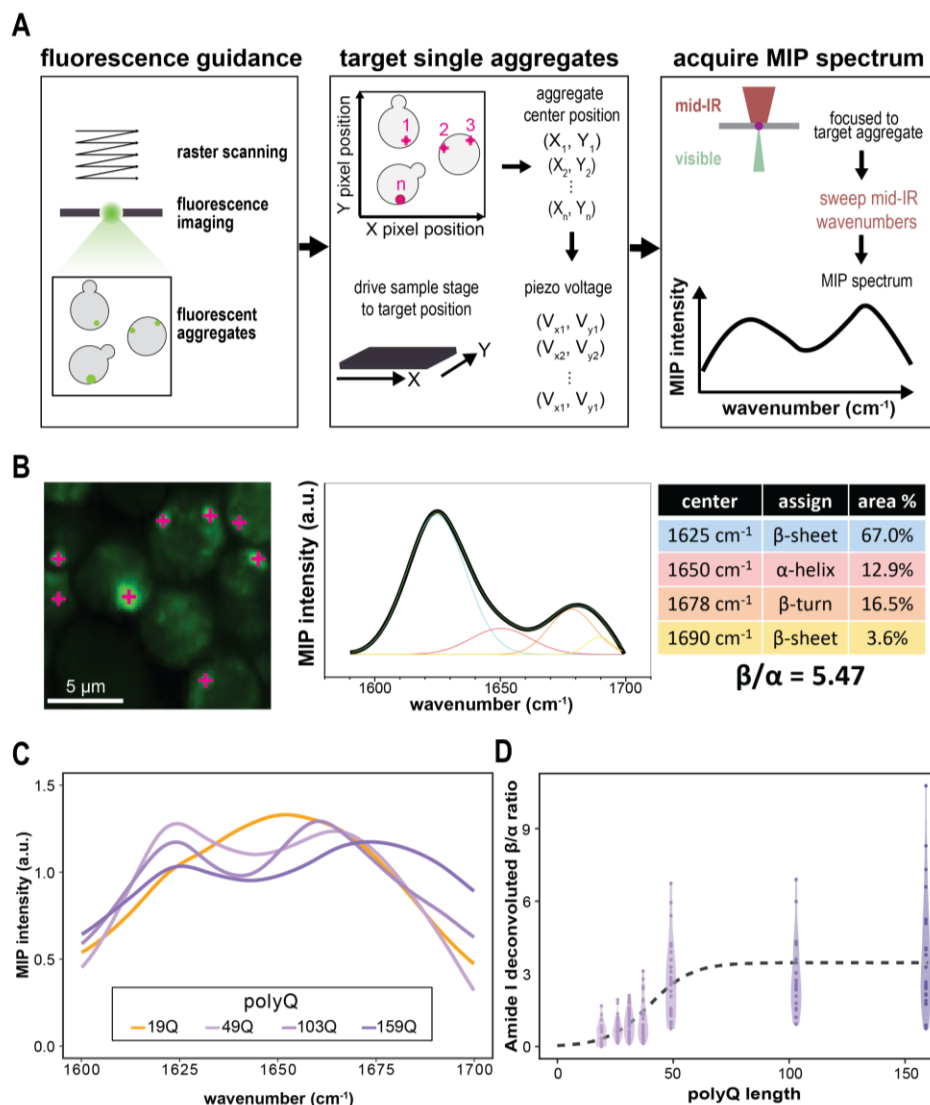 A
fluorescence guidance
raster scanning
fluorescence
imaging
fluorescent
aggregates
target single aggregates
Y pixel position
1
2
3
n
X pixel position
aggregate
center position
(X1, Y1)
(X2, Y2)
⋮
(Xn, Yn)
drive sample stage
to target position
X
Y
piezo voltage
(Vx1, Vy1)
(Vx2, Vy2)
⋮
(Vx1, Vy1)
acquire MIP spectrum
mid-IR
visible
focused to
target aggregate
sweep mid-IR
wavenumbers
MIP spectrum
MIP intensity
wavenumber (cm-1)
B
5 µm
MIP intensity (a.u.)
1600
1650
1700
wavenumber (cm-1)
center assign area %
1625 cm-1 β-sheet 67.0%
1650 cm-1 α-helix 12.9%
1678 cm-1 β-turn 16.5%
1690 cm-1 β-sheet 3.6%
β/α = 5.47
C
MIP intensity (a.u.)
1.5
1.0
0.5
0.0
polyQ
19Q 49Q 103Q 159Q
1600 1625 1650 1675 1700
wavenumber (cm-1)
D
Amide I deconvoluted β/α ratio
9
6
3
0
0 50 100 150
polyQ length